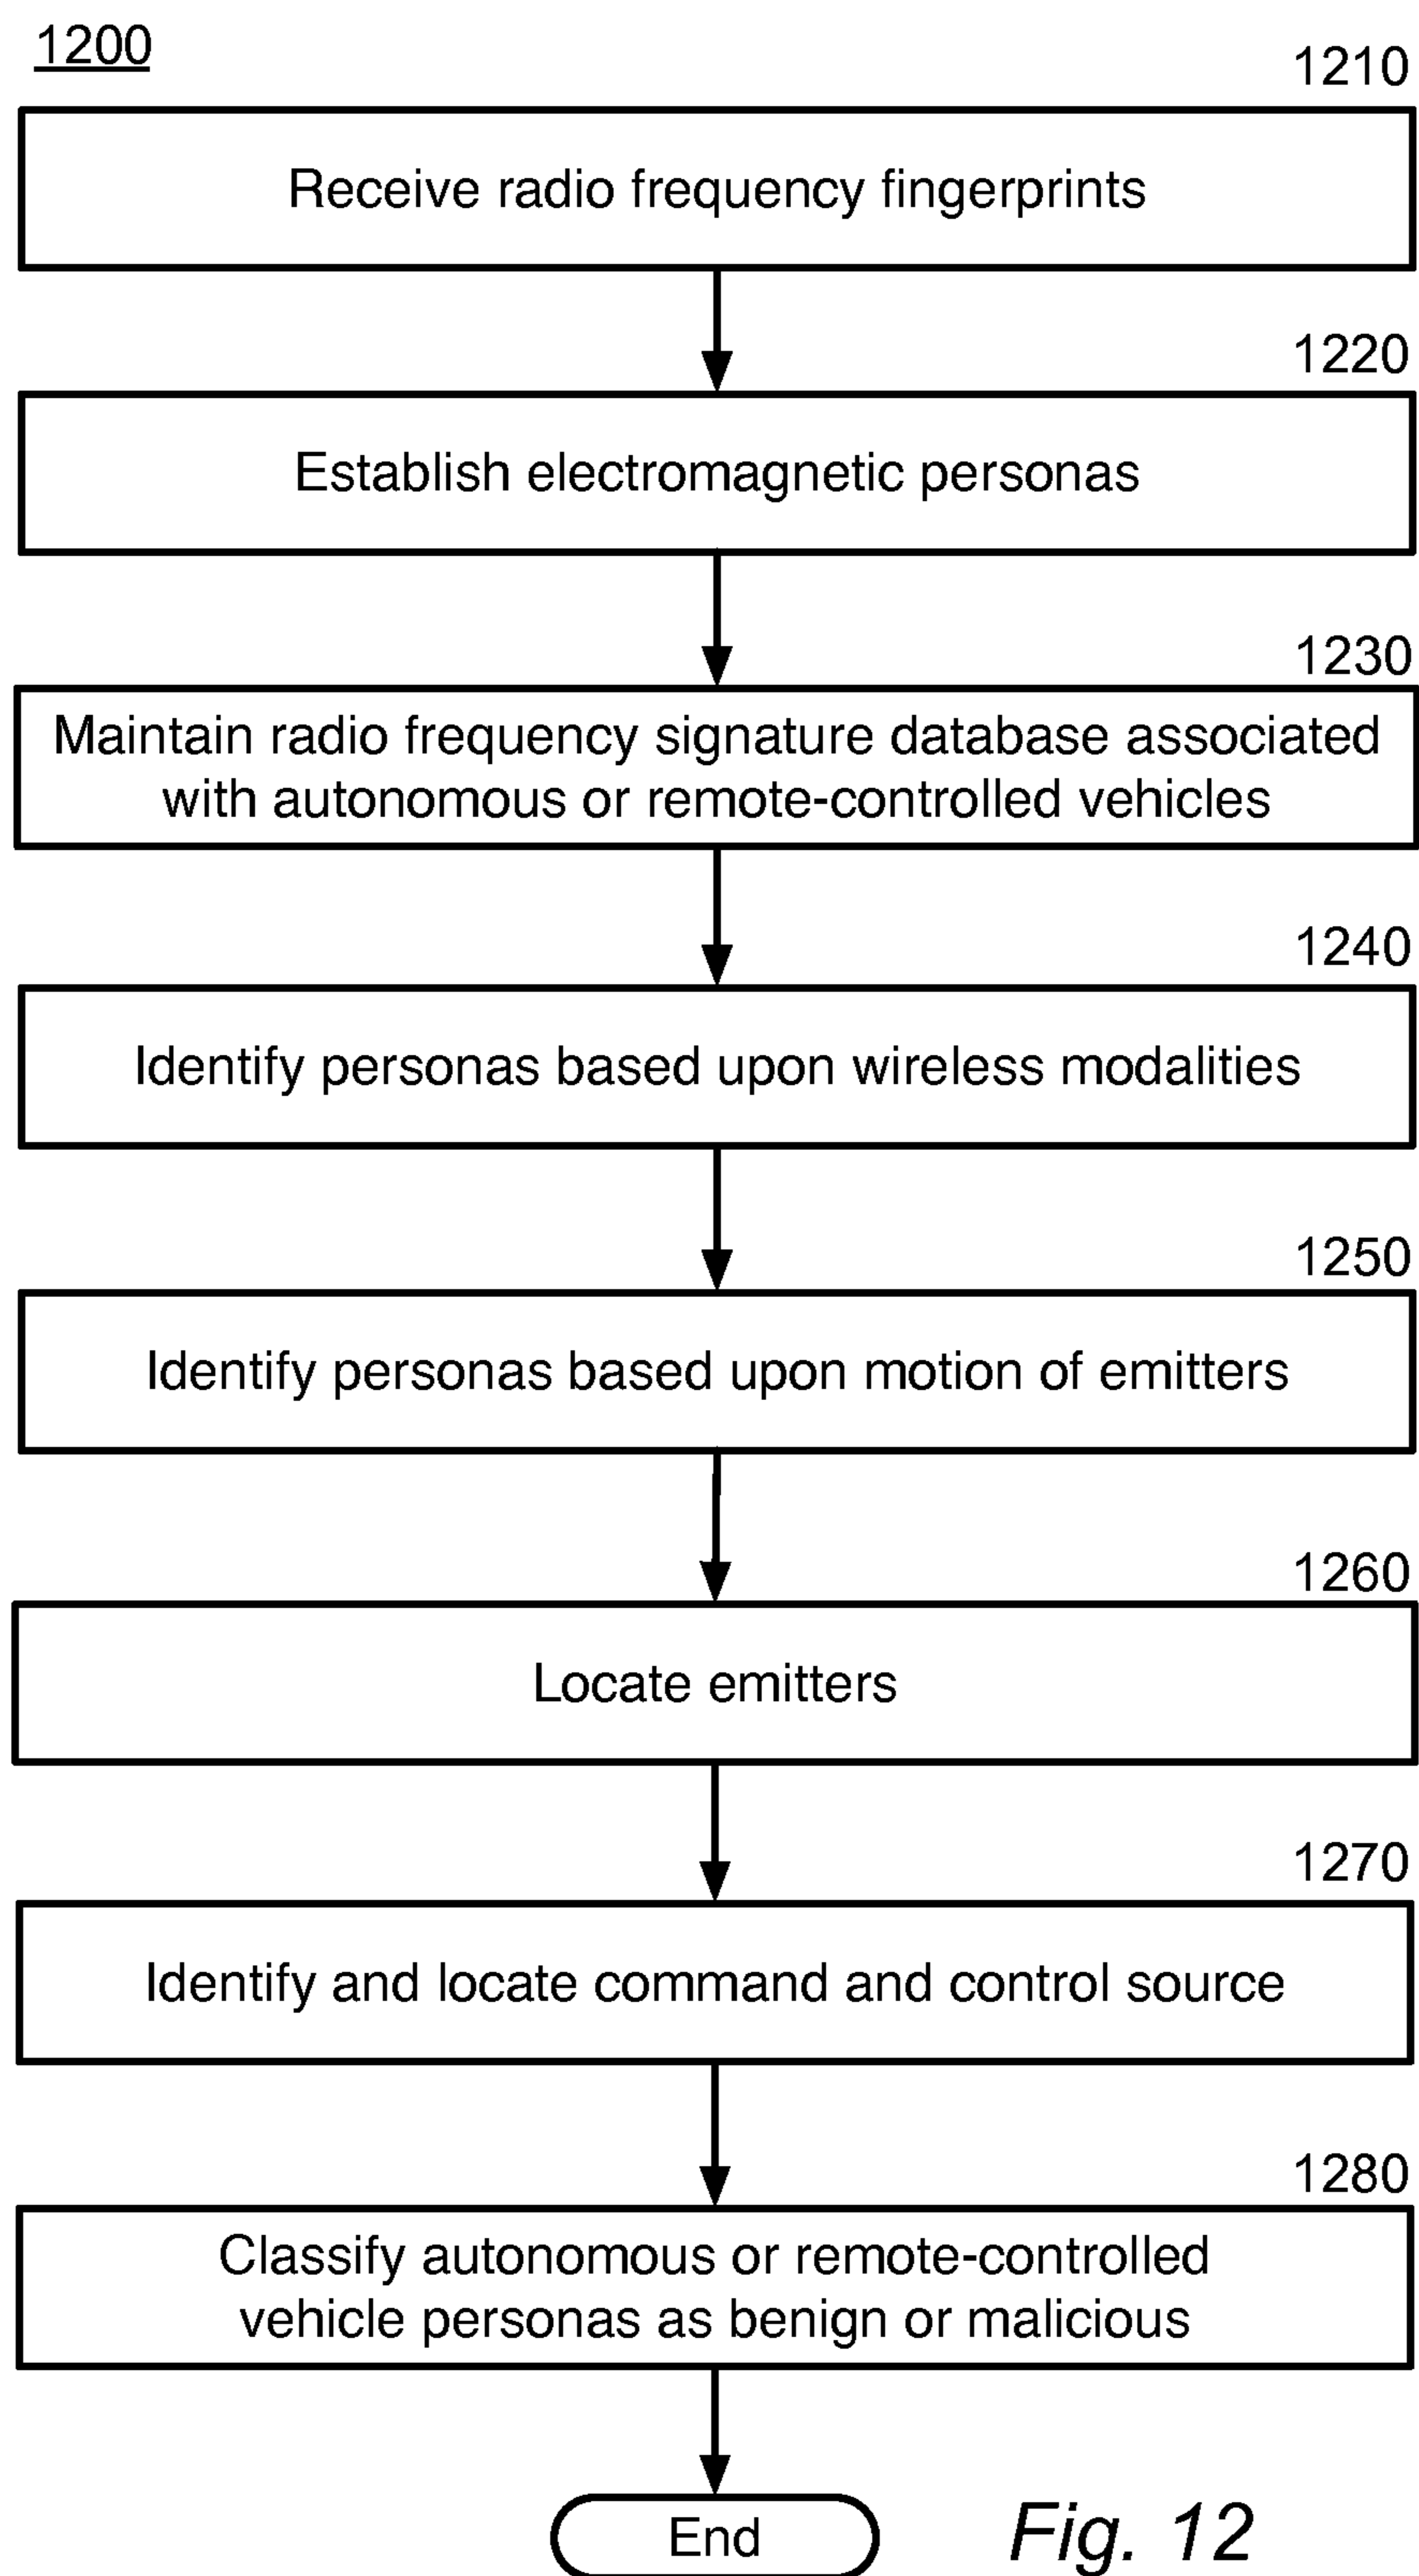 1200
1210
Receive radio frequency fingerprints
1220
Establish electromagnetic personas
1230
Maintain radio frequency signature database associated
with autonomous or remote-controlled vehicles
1240
Identify personas based upon wireless modalities
1250
Identify personas based upon motion of emitters
1260
Locate emitters
1270
Identify and locate command and control source
1280
Classify autonomous or remote-controlled
vehicle personas as benign or malicious
End
Fig. 12